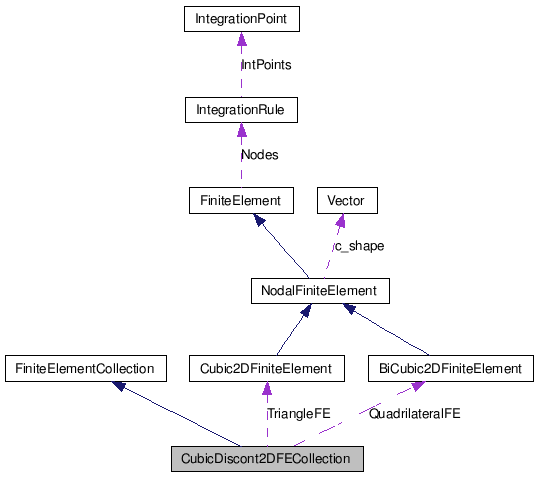 IntegrationPoint
IntPoints
IntegrationRule
Nodes
FiniteElement
Vector
c_shape
NodalFiniteElement
FiniteElementCollection
Cubic2DFiniteElement
BiCubic2DFiniteElement
TriangleFE
QuadrilateralFE
CubicDiscont2DFECollection